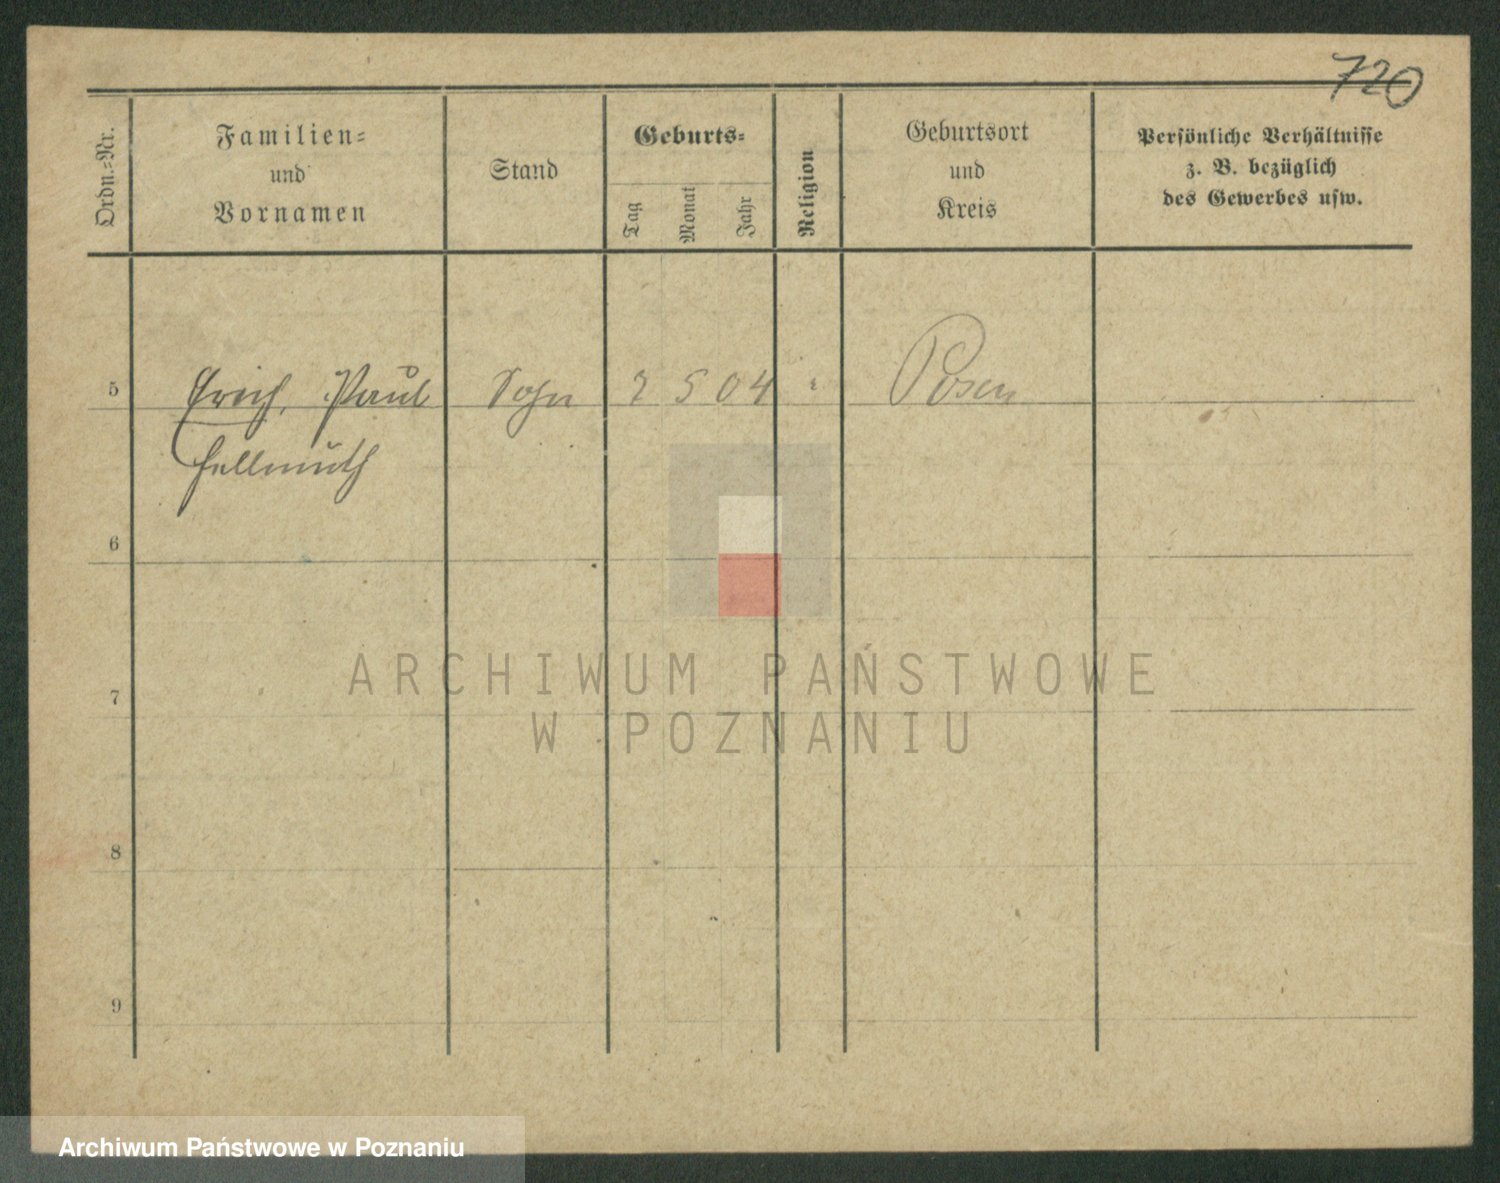 720
Ordn.=Nr.
Familien=
und
Vornamen
Stand
Geburts=
Tag
Monat
Jahr
Religion
Geburtsort
und
Kreis
Persönliche Verhältnisse
z. B. bezüglich
des Gewerbes usw.
5 Erich, Paul Sohn 2 5 04 " Posen
Hellmuth
6
7
8
9
ARCHIWUM PAŃSTWOWE
W POZNANIU
Archiwum Państwowe w Poznaniu